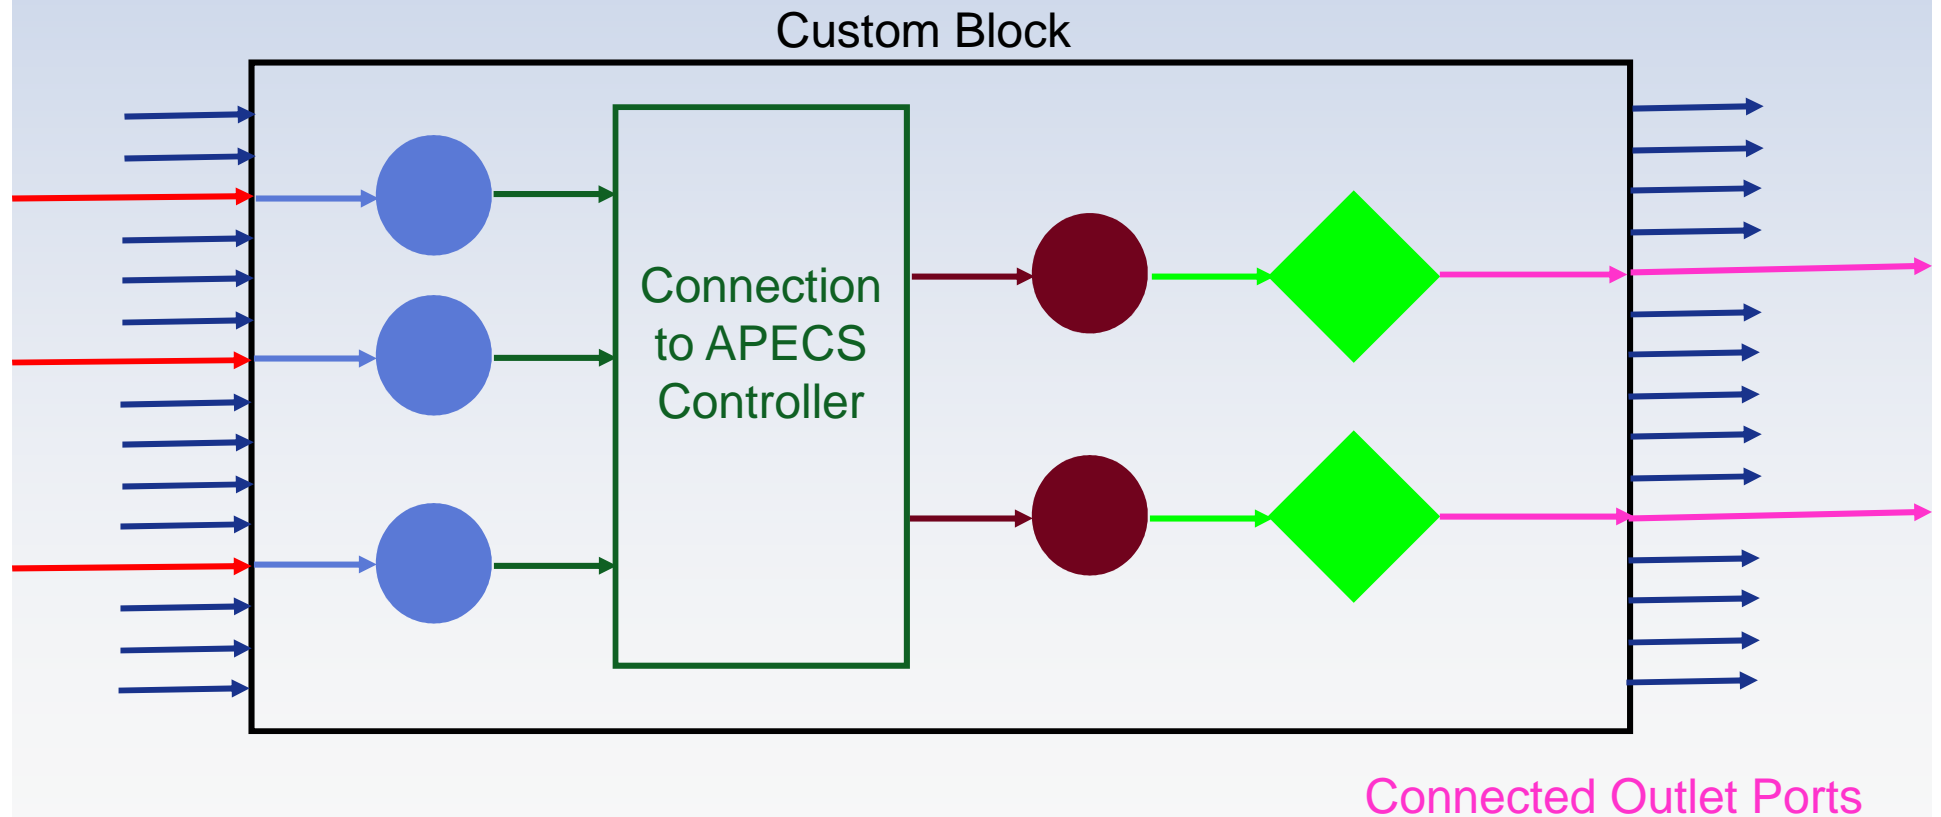 Custom Block
Connection
to APECS
Controller
Connected Outlet Ports